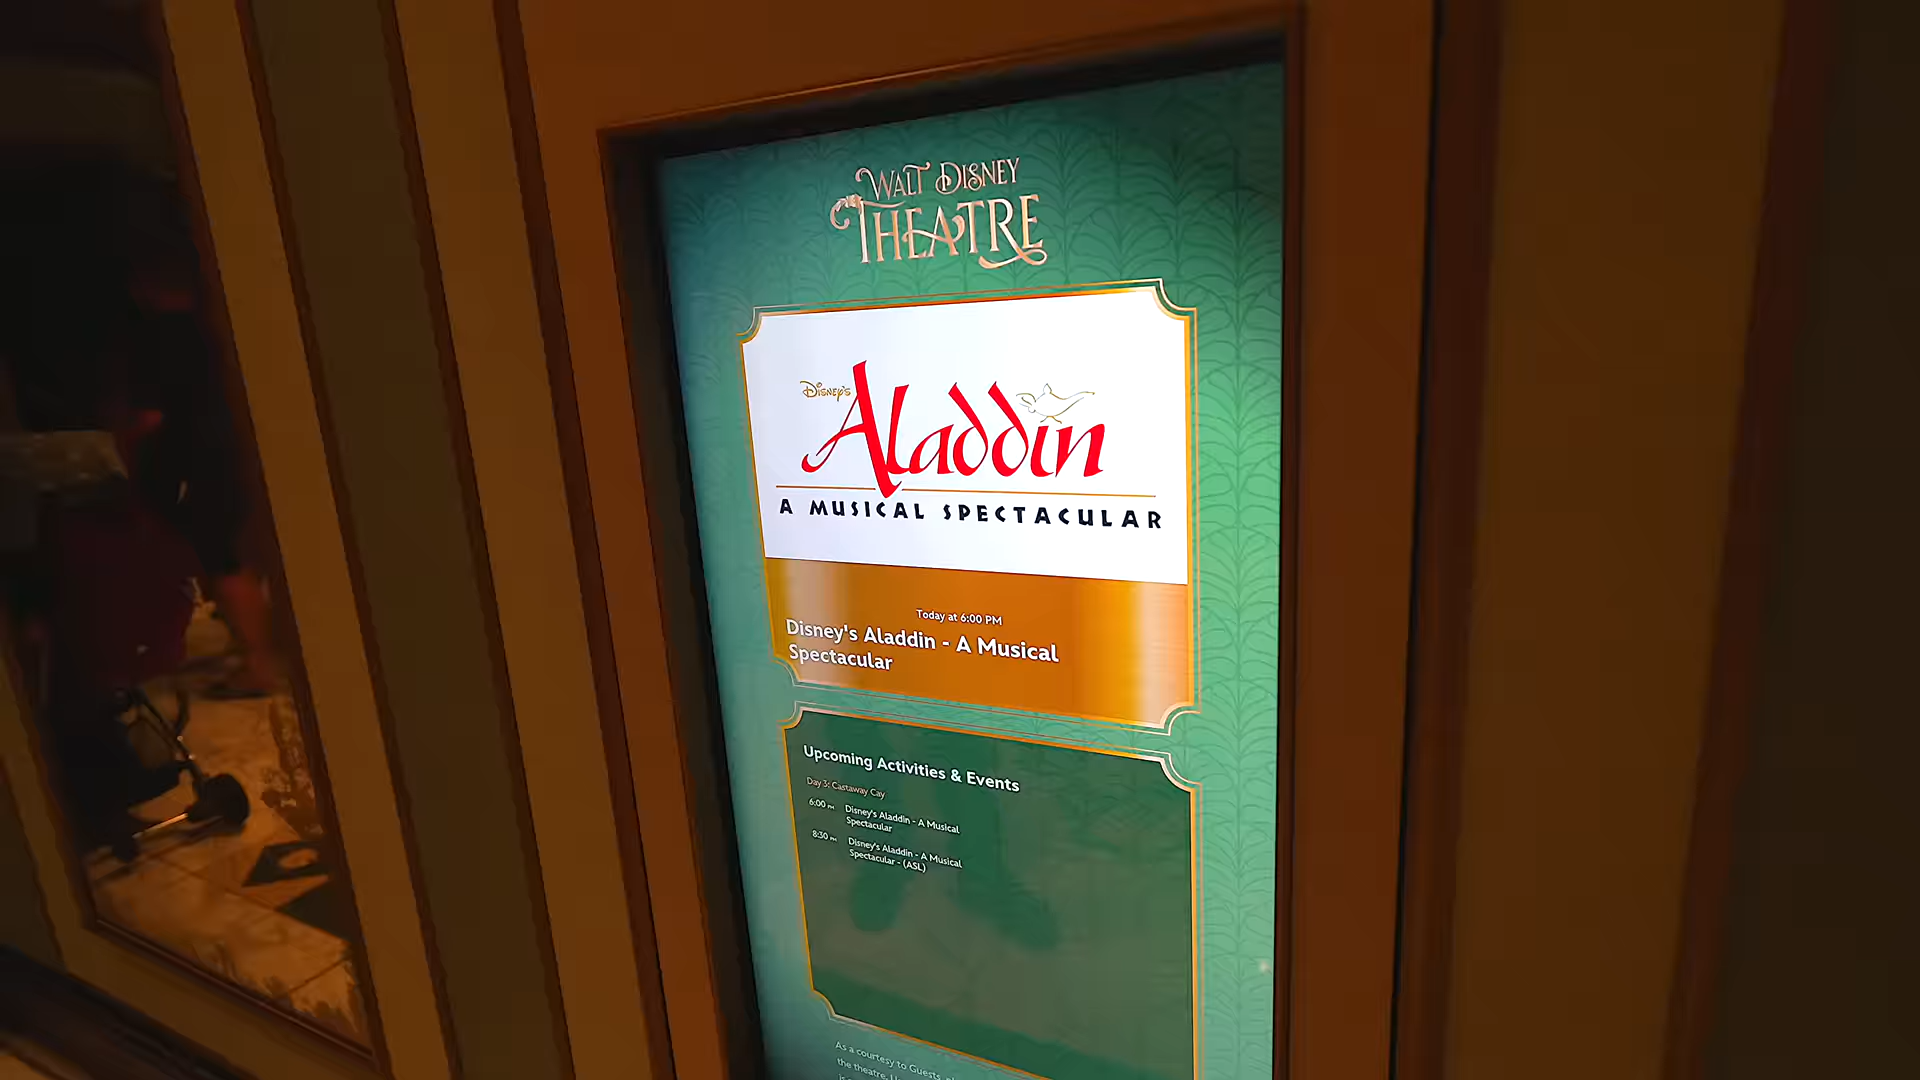 WALT DISNEY
THEATRE
DISNEY'S
ALADDIN
A MUSICAL SPECTACULAR
Today at 6:00 PM
Disney's Aladdin - A Musical
Spectacular
Upcoming Activities & Events
Day 3: Castaway Cay
6:00 PM Disney's Aladdin - A Musical
Spectacular
8:30 PM Disney's Aladdin - A Musical
Spectacular - (ASL)
As a courtesy to Guests,
the theatre.